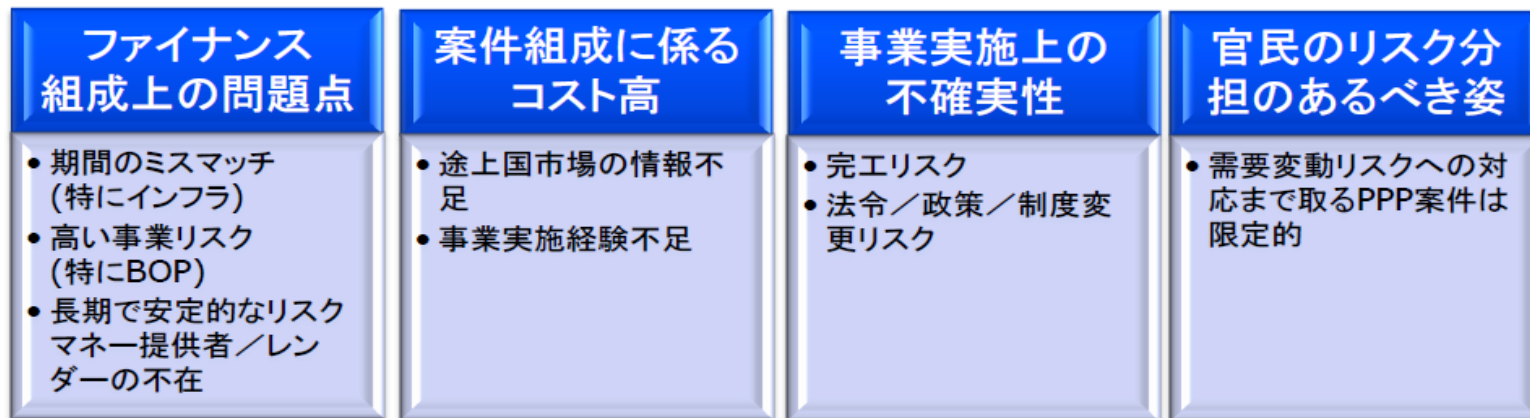 ファイナンス
組成上の問題点
• 期間のミスマッチ
(特にインフラ)
• 高い事業リスク
(特にBOP)
• 長期で安定的なリスク
マネー提供者／レン
ダーの不在
案件組成に係る
コスト高
• 途上国市場の情報不
足
• 事業実施経験不足
事業実施上の
不確実性
• 完工リスク
• 法令／政策／制度変
更リスク
官民のリスク分
担のあるべき姿
• 需要変動リスクへの対
応まで取るPPP案件は
限定的